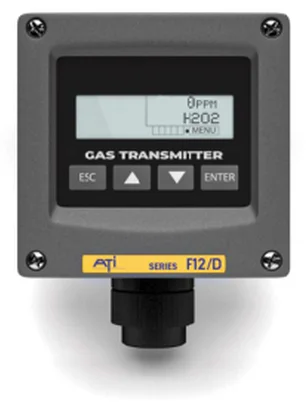 0PPM
H2O2
MENU
GAS TRANSMITTER
ESC ENTER
ATi SERIES F12/D